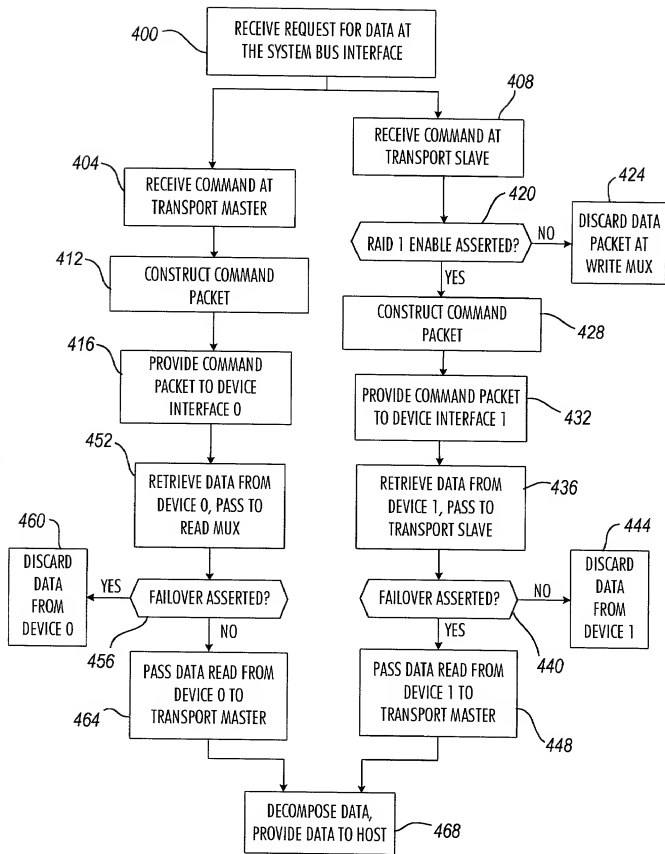 400
RECEIVE REQUEST FOR DATA AT
THE SYSTEM BUS INTERFACE
408
RECEIVE COMMAND AT
TRANSPORT SLAVE
404
RECEIVE COMMAND AT
TRANSPORT MASTER
420
RAID 1 ENABLE ASSERTED?
NO
YES
424
DISCARD DATA
PACKET AT
WRITE MUX
412
CONSTRUCT COMMAND
PACKET
CONSTRUCT COMMAND
PACKET
428
416
PROVIDE COMMAND
PACKET TO DEVICE
INTERFACE 0
PROVIDE COMMAND PACKET
TO DEVICE INTERFACE 1
432
452
RETRIEVE DATA FROM
DEVICE 0, PASS TO
READ MUX
RETRIEVE DATA FROM
DEVICE 1, PASS TO
TRANSPORT SLAVE
436
460
DISCARD
DATA
FROM
DEVICE 0
YES
FAILOVER ASSERTED?
456
NO
FAILOVER ASSERTED?
NO
440
YES
444
DISCARD
DATA
FROM
DEVICE 1
PASS DATA READ FROM
DEVICE 0 TO
TRANSPORT MASTER
464
PASS DATA READ FROM
DEVICE 1 TO
TRANSPORT MASTER
448
DECOMPOSE DATA,
PROVIDE DATA TO HOST
468